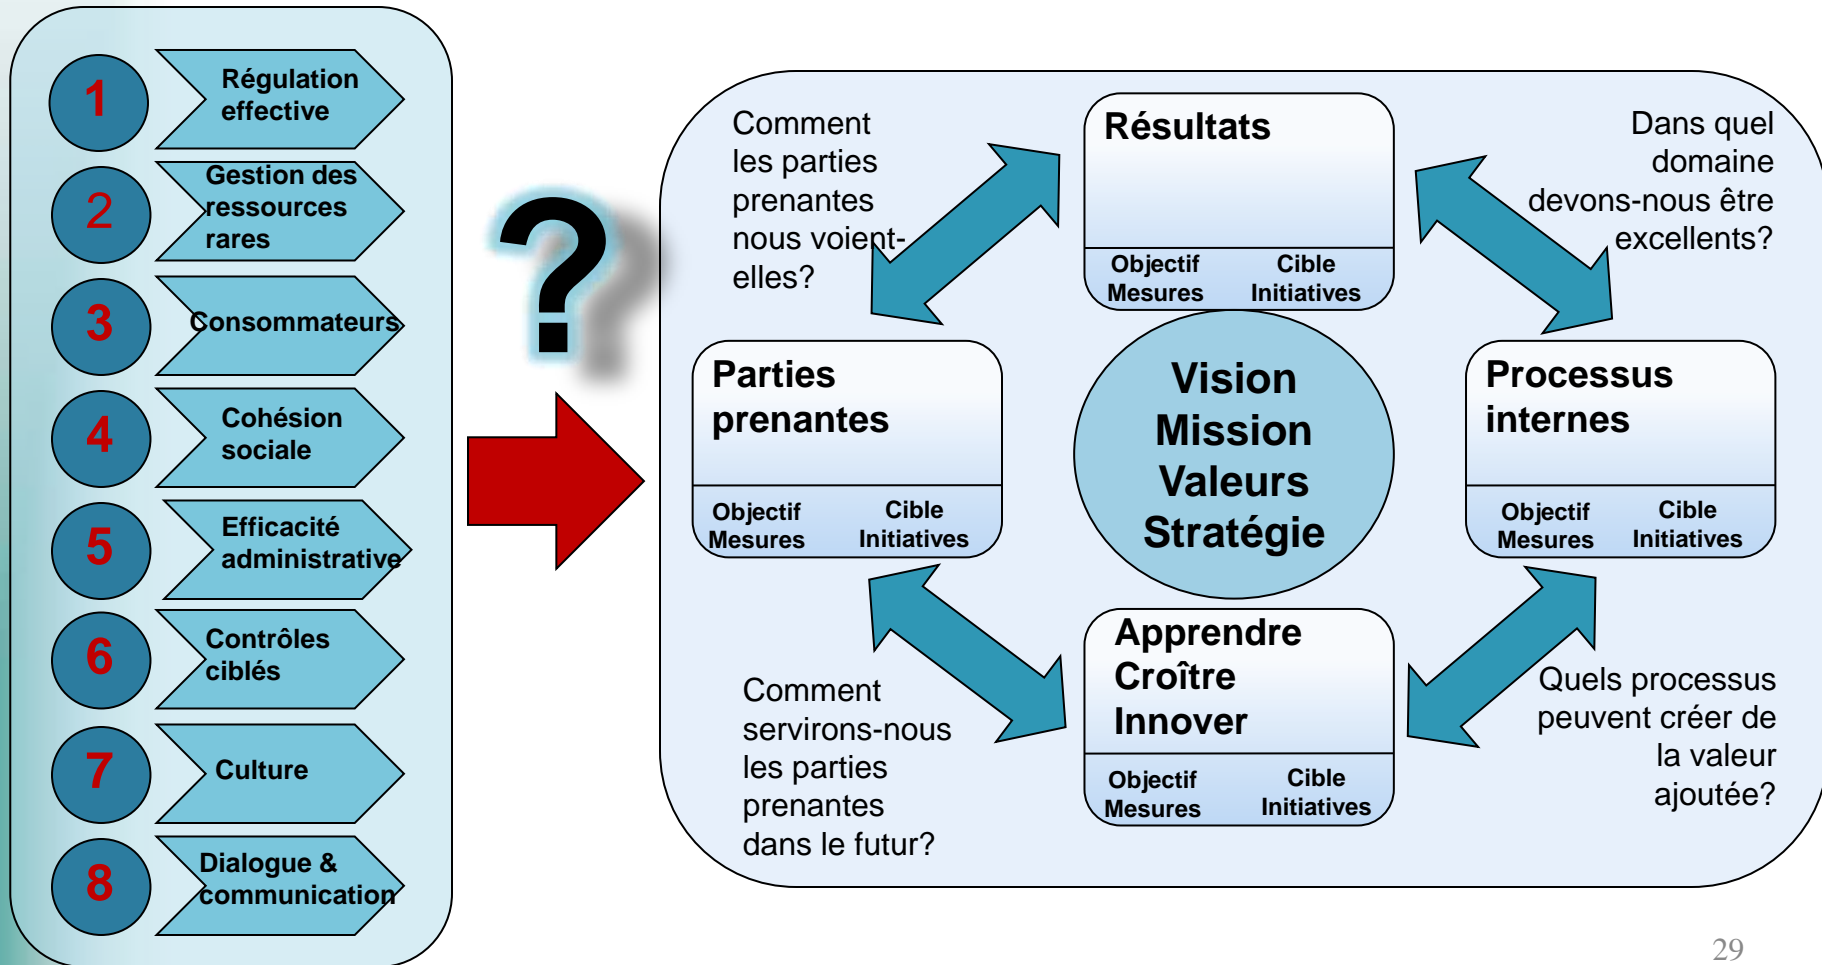 1
Régulation
effective
2
Gestion des
ressources
rares
3
Consommateurs
4
Cohésion
sociale
5
Efficacité
administrative
6
Contrôles
ciblés
7
Culture
8
Dialogue &
communication
?
Comment
les parties
prenantes
nous voient-
elles?
Résultats
Objectif Cible
Mesures Initiatives
Dans quel
domaine
devons-nous être
excellents?
Parties
prenantes
Objectif Cible
Mesures Initiatives
Vision
Mission
Valeurs
Stratégie
Processus
internes
Objectif Cible
Mesures Initiatives
Comment
servirons-nous
les parties
prenantes
dans le futur?
Apprendre
Croître
Innover
Objectif Cible
Mesures Initiatives
Quels processus
peuvent créer de
la valeur
ajoutée?
29